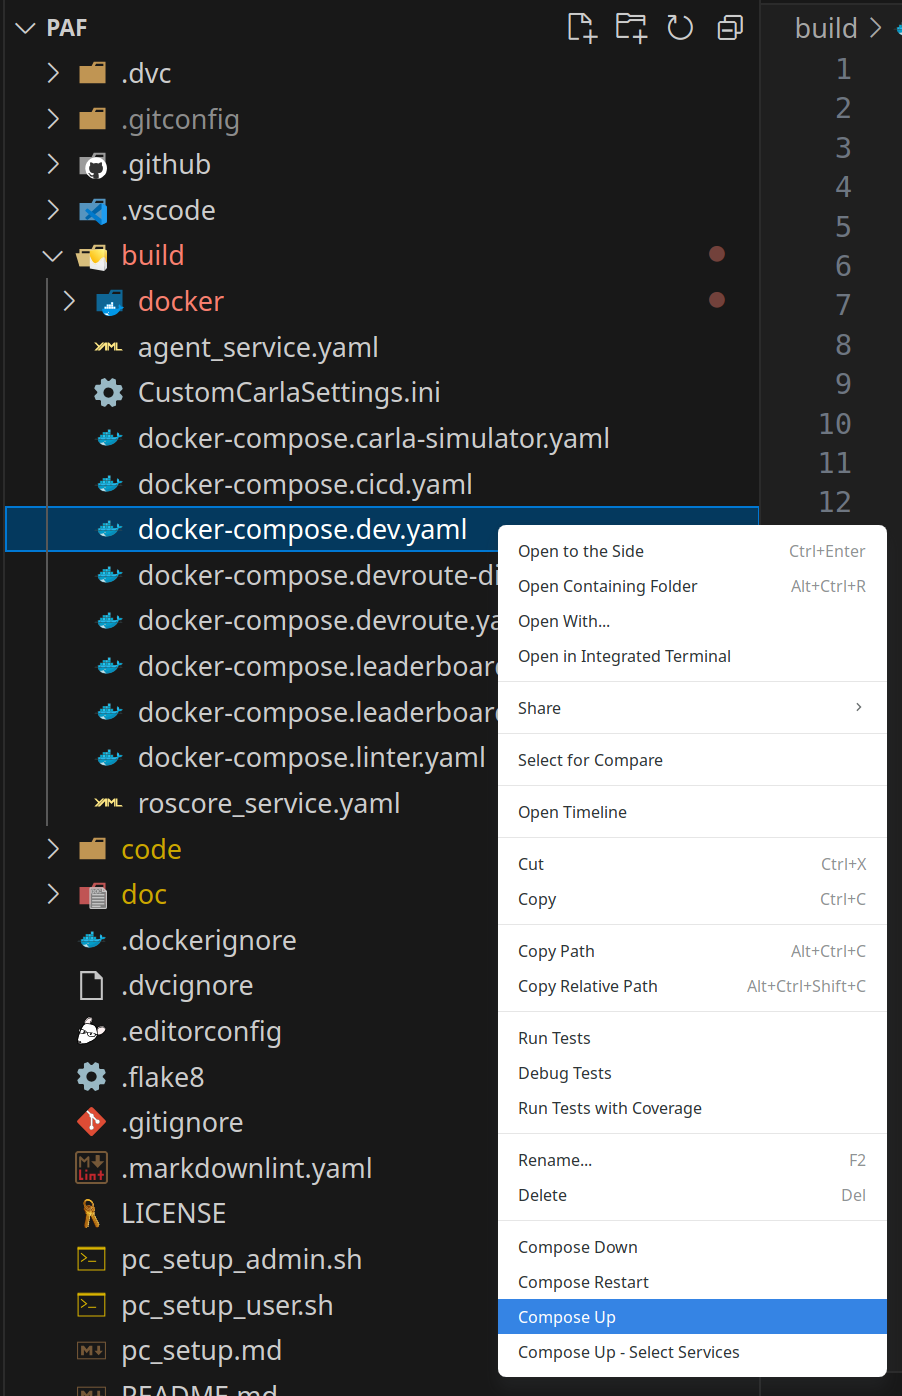 PAF
build
.dvc
.gitconfig
.github
.vscode
build
docker
agent_service.yaml
CustomCarlaSettings.ini
docker-compose.carla-simulator.yaml
docker-compose.cicd.yaml
docker-compose.dev.yaml
docker-compose.devroute-di
docker-compose.devroute.ya
docker-compose.leaderboard
docker-compose.leaderboard
docker-compose.linter.yaml
roscore_service.yaml
code
doc
.dockerignore
.dvcignore
.editorconfig
.flake8
.gitignore
M
Lint
.markdownlint.yaml
LICENSE
pc_setup_admin.sh
pc_setup_user.sh
M
pc_setup.md
README.md
1
2
3
4
5
6
7
8
9
10
11
12
Open to the Side Ctrl+Enter
Open Containing Folder Alt+Ctrl+R
Open With...
Open in Integrated Terminal
Share
Select for Compare
Open Timeline
Cut Ctrl+X
Copy Ctrl+C
Copy Path Alt+Ctrl+C
Copy Relative Path Alt+Ctrl+Shift+C
Run Tests
Debug Tests
Run Tests with Coverage
Rename... F2
Delete Del
Compose Down
Compose Restart
Compose Up
Compose Up - Select Services